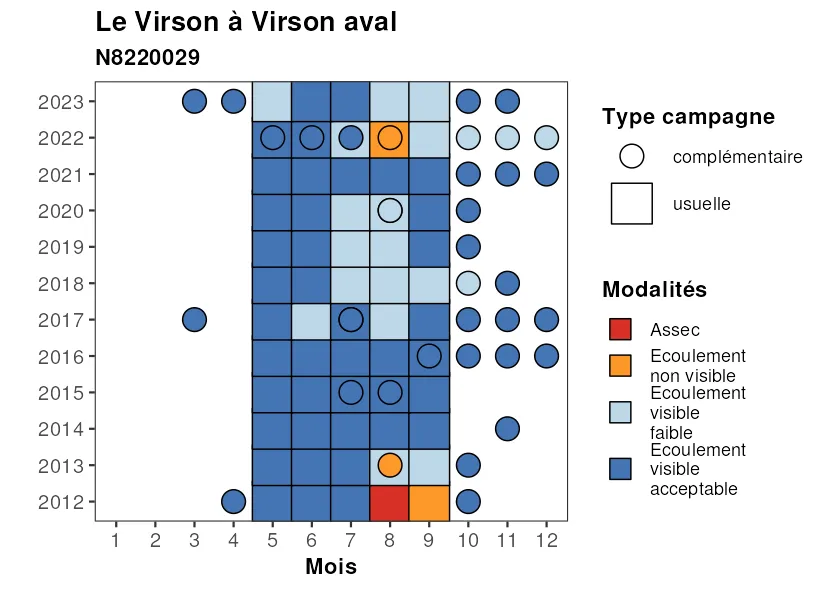 Le Virson à Virson aval
N8220029
2023
2022
2021
2020
2019
2018
2017
2016
2015
2014
2013
2012
1 2 3 4 5 6 7 8 9 10 11 12
Mois
Type campagne
complémentaire
usuelle
Modalités
Assec
Ecoulement
non visible
Ecoulement
visible
faible
Ecoulement
visible
acceptable